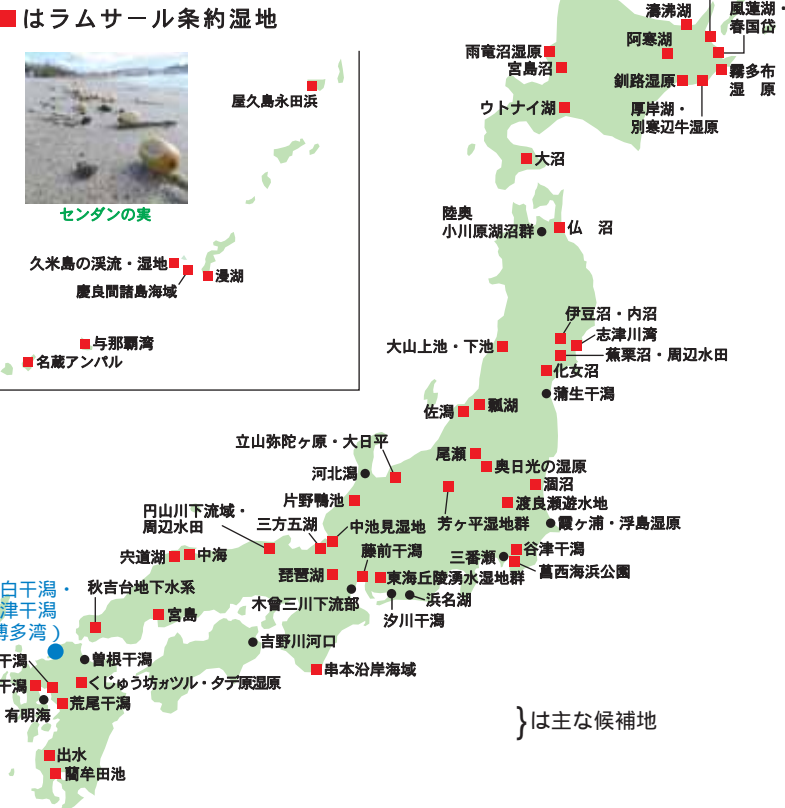 はラムサール条約湿地
屋久島永田浜
センダンの実
久米島の渓流・湿地
慶良間諸島海域
漫湖
与那覇湾
名蔵アンパル
濤沸湖
風蓮湖・
春国岱
阿寒湖
雨竜沼湿原
宮島沼
霧多布
湿 原
釧路湿原
ウトナイ湖
厚岸湖・
別寒辺牛湿原
大沼
陸奥
小川原湖沼群
仏 沼
伊豆沼・内沼
志津川湾
大山上池・下池
蕪栗沼・周辺水田
化女沼
蒲生干潟
佐潟
瓢湖
立山弥陀ヶ原・大日平
尾瀬
奥日光の湿原
河北潟
涸沼
片野鴨池
渡良瀬遊水地
円山川下流域・
周辺水田
三方五湖
中池見湿地
芳ヶ平湿地群
霞ヶ浦・浮島湿原
宍道湖
中海
藤前干潟
三番瀬
谷津干潟
葛西海浜公園
琵琶湖
東海丘陵湧水湿地群
白干潟・
津干潟
博多湾）
秋吉台地下水系
木曾三川下流部
浜名湖
宮島
汐川干潟
吉野川河口
干潟
曽根干潟
串本沿岸海域
干潟
くじゅう坊ガツル・タデ原湿原
有明海
荒尾干潟
}は主な候補地
出水
藺牟田池